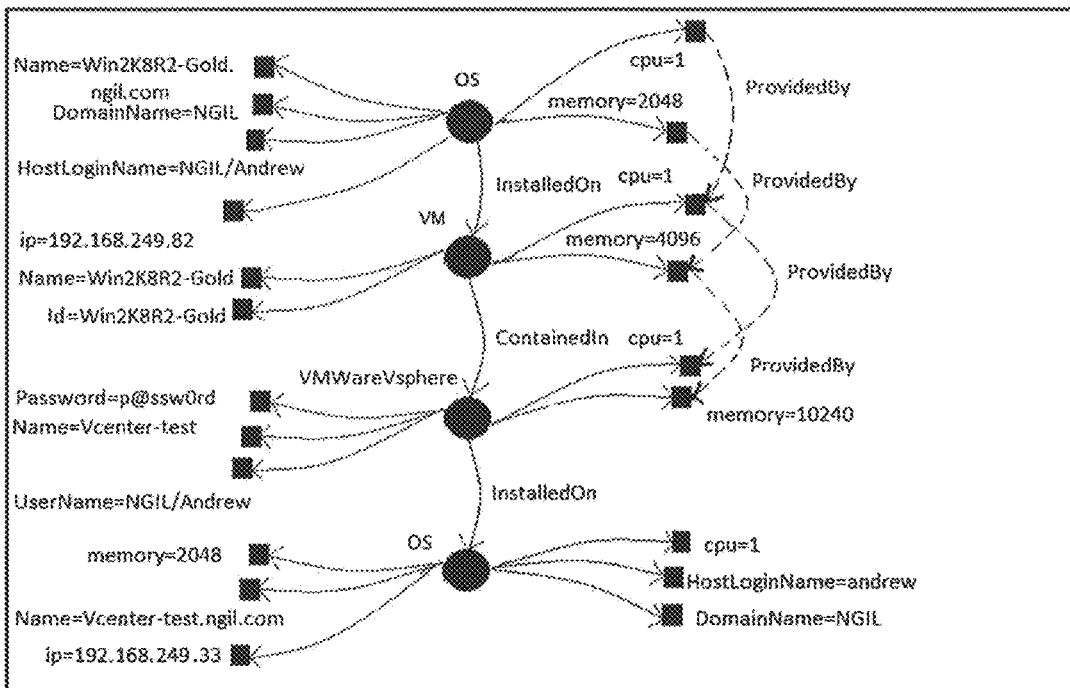 cpu=1
Name=Win2K8R2-Gold.
ngil.com
OS
ProvidedBy
DomainName=NGIL
memory=2048
HostLoginName=NGIL/Andrew
InstalledOn
cpu=1
ProvidedBy
VM
ip=192.168.249.82
memory=4096
Name=Win2K8R2-Gold
ProvidedBy
Id=Win2K8R2-Gold
ContainedIn
cpu=1
VMWareVsphere
ProvidedBy
Password=p@ssw0rd
memory=10240
Name=Vcenter-test
UserName=NGIL/Andrew
InstalledOn
OS
memory=2048
cpu=1
HostLoginName=andrew
Name=Vcenter-test.ngil.com
DomainName=NGIL
ip=192.168.249.33